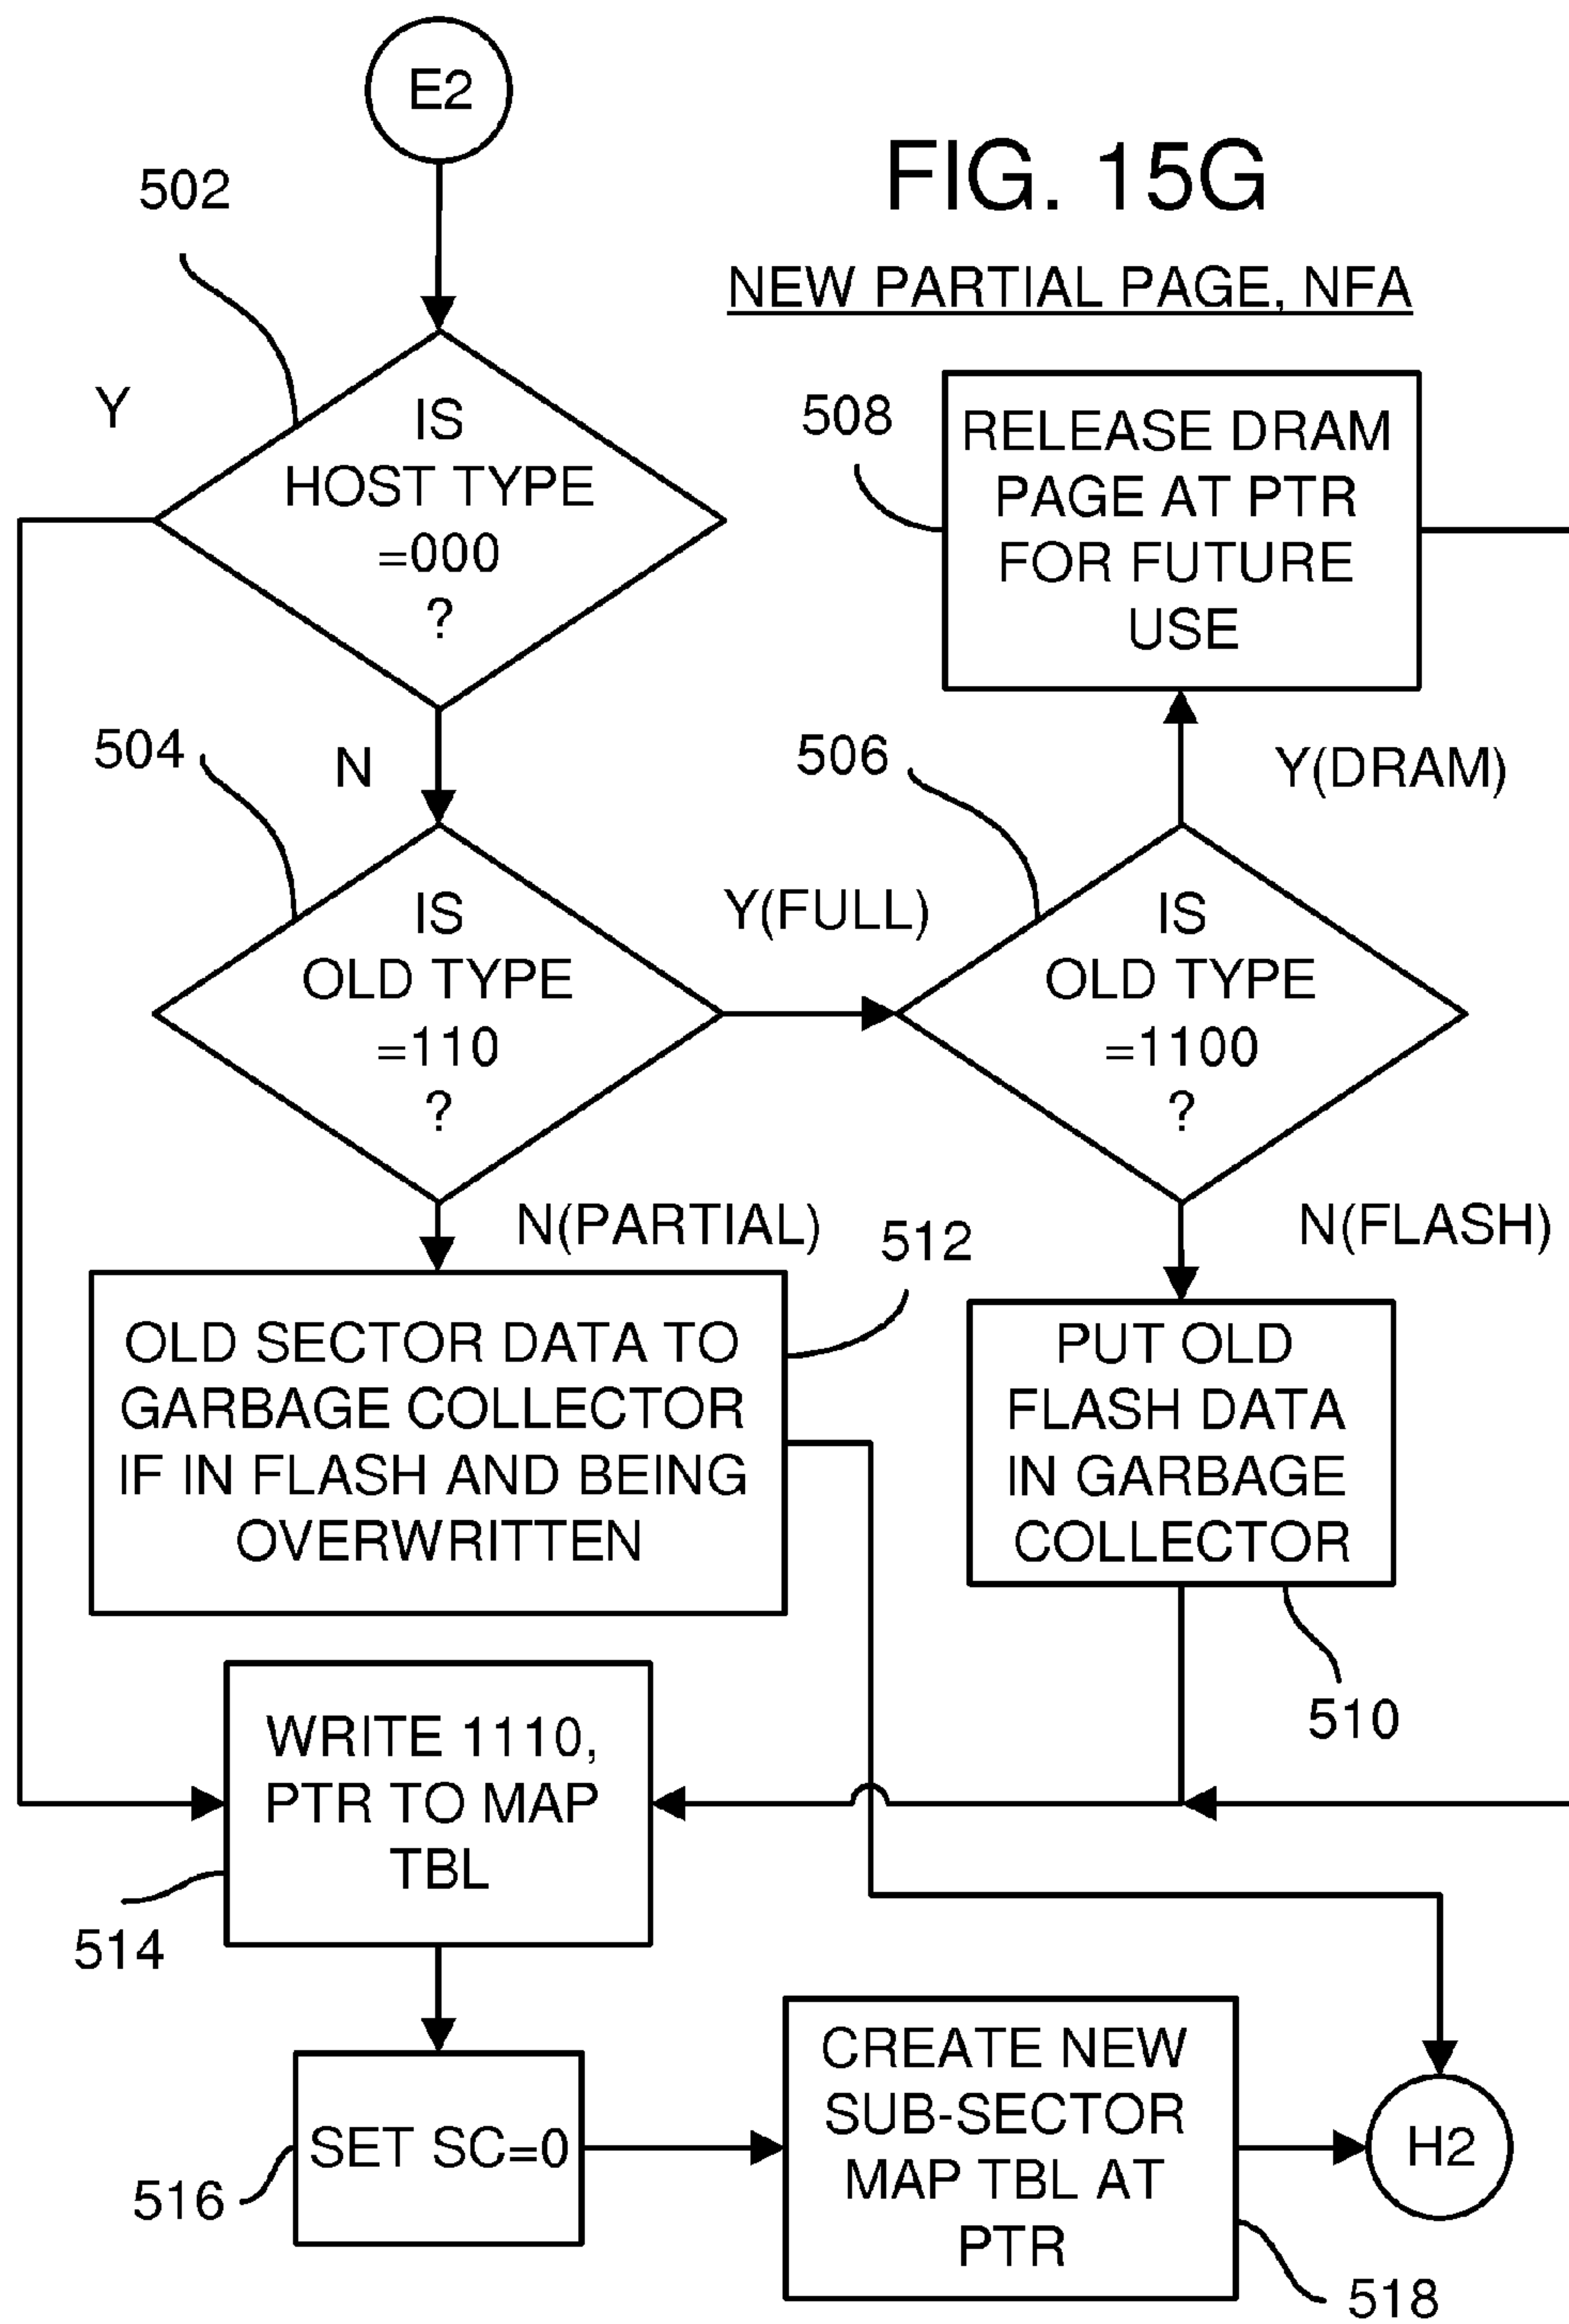 E2
FIG. 15G
NEW PARTIAL PAGE, NFA
502
Y
IS
HOST TYPE
=000
?
N
508
RELEASE DRAM
PAGE AT PTR
FOR FUTURE
USE
504
IS
OLD TYPE
=110
?
Y(FULL)
506
Y(DRAM)
IS
OLD TYPE
=1100
?
N(PARTIAL)
N(FLASH)
512
OLD SECTOR DATA TO
GARBAGE COLLECTOR
IF IN FLASH AND BEING
OVERWRITTEN
PUT OLD
FLASH DATA
IN GARBAGE
COLLECTOR
510
WRITE 1110,
PTR TO MAP
TBL
514
SET SC=0
516
CREATE NEW
SUB-SECTOR
MAP TBL AT
PTR
518
H2